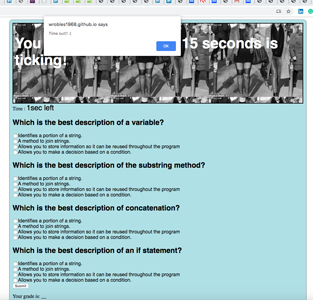 wrobles1968.github.io says
Time out!! :(
OK
You
15 seconds is
ticking!
Time : 1sec left
Which is the best description of a variable?
Identifies a portion of a string.
A method to join strings.
Allows you to store information so it can be reused throughout the program
Allows you to make a decision based on a condition.
Which is the best description of the substring method?
Identifies a portion of a string.
A method to join strings.
Allows you to store information so it can be reused throughout the program
Allows you to make a decision based on a condition.
Which is the best description of concatenation?
Identifies a portion of a string.
A method to join strings.
Allows you to store information so it can be reused throughout the program
Allows you to make a decision based on a condition.
Which is the best description of an if statement?
Identifies a portion of a string.
A method to join strings.
Allows you to store information so it can be reused throughout the program
Allows you to make a decision based on a condition.
Submit
Your grade is: __